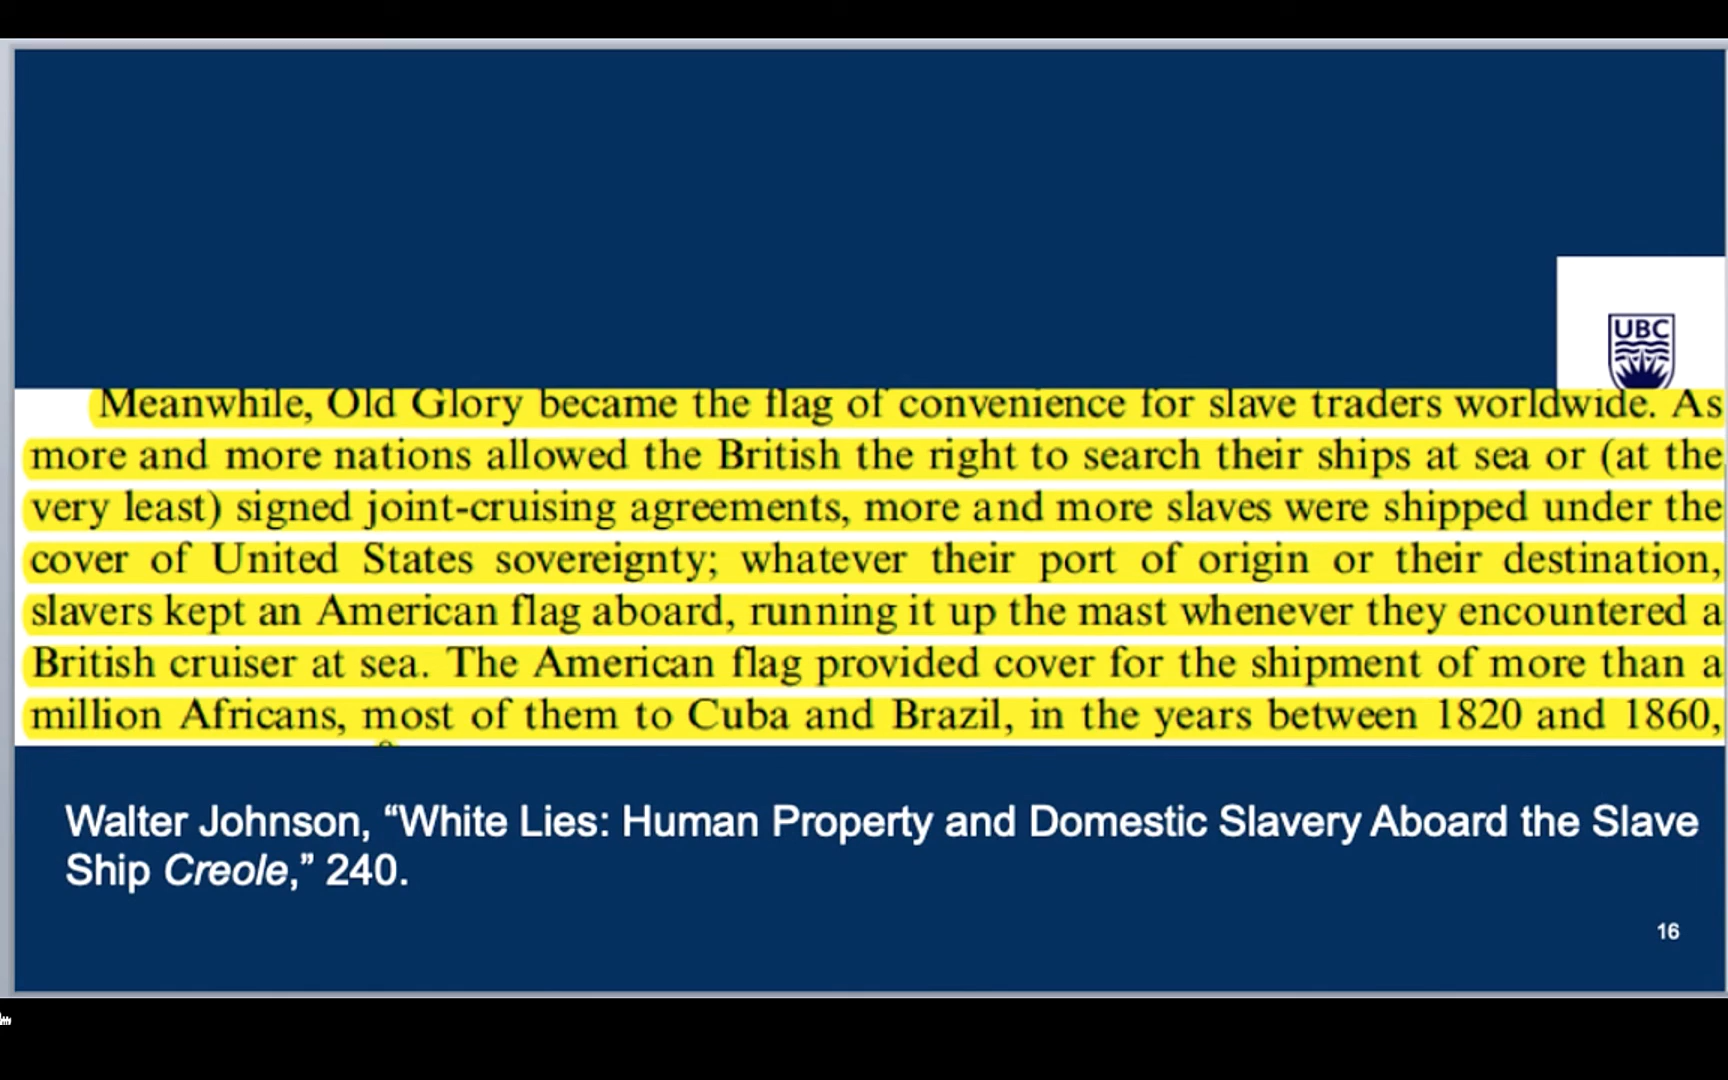 UBC
Meanwhile, Old Glory became the flag of convenience for slave traders worldwide. As
more and more nations allowed the British the right to search their ships at sea or (at the
very least) signed joint-cruising agreements, more and more slaves were shipped under the
cover of United States sovereignty; whatever their port of origin or their destination,
slavers kept an American flag aboard, running it up the mast whenever they encountered a
British cruiser at sea. The American flag provided cover for the shipment of more than a
million Africans, most of them to Cuba and Brazil, in the years between 1820 and 1860,
Walter Johnson, “White Lies: Human Property and Domestic Slavery Aboard the Slave
Ship Creole,” 240.
16